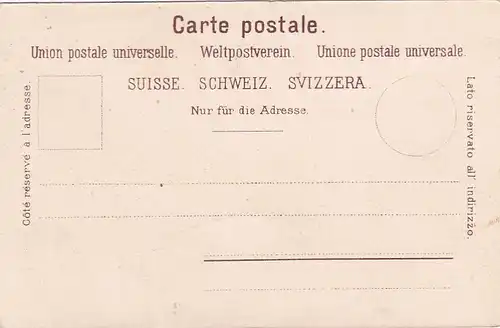 Carte postale.
Union postale universelle. Weltpostverein. Unione postale universale.
SUISSE. SCHWEIZ. SVIZZERA.
Nur für die Adresse.
Côté réservé à l'adresse.
Lato riservato all' indirizzo.